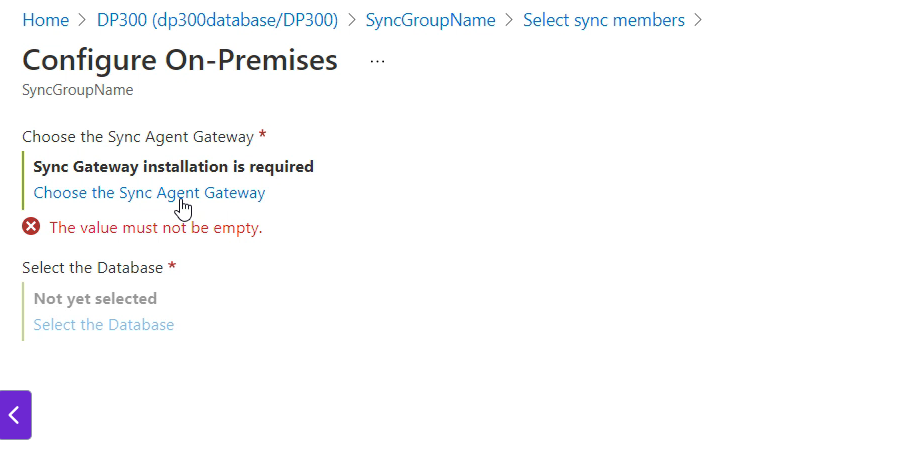 Home > DP300 (dp300database/DP300) > SyncGroupName > Select sync members >
Configure On-Premises ...
SyncGroupName
Choose the Sync Agent Gateway *
Sync Gateway installation is required
Choose the Sync Agent Gateway
The value must not be empty.
Select the Database *
Not yet selected
Select the Database